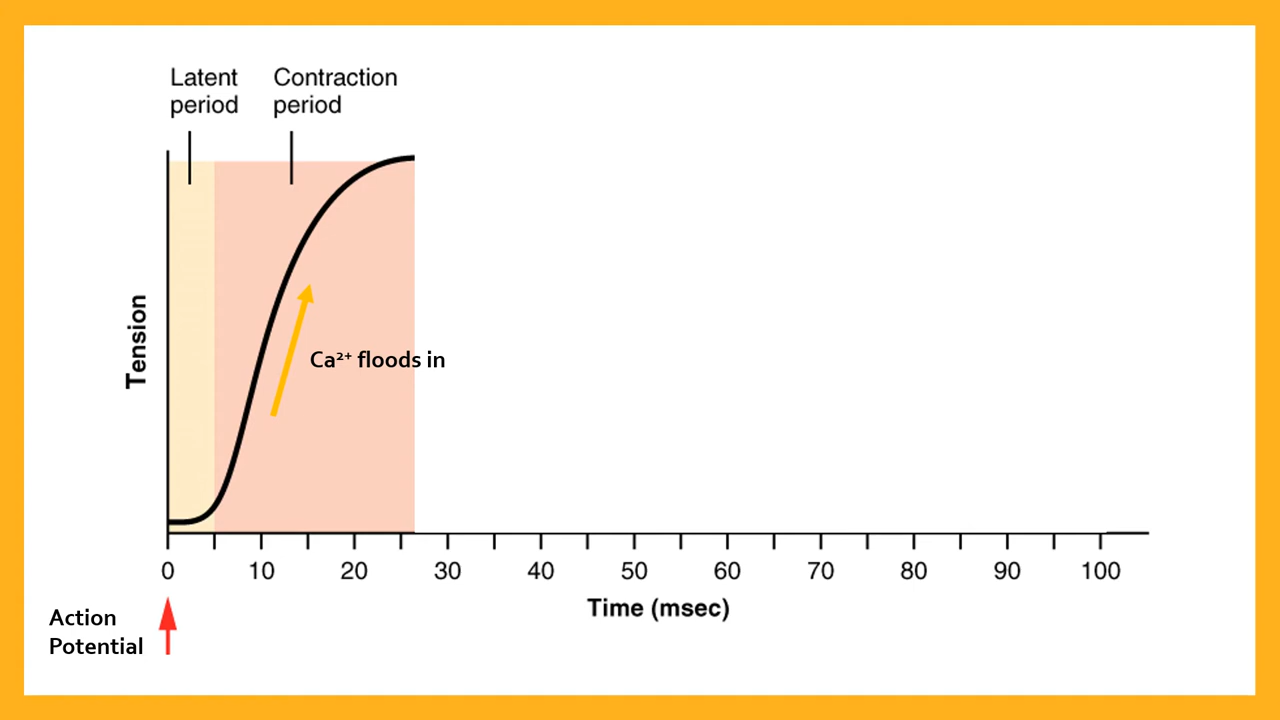 Latent
period
Contraction
period
Tension
Ca²⁺ floods in
0 10 20 30 40 50 60 70 80 90 100
Time (msec)
Action
Potential